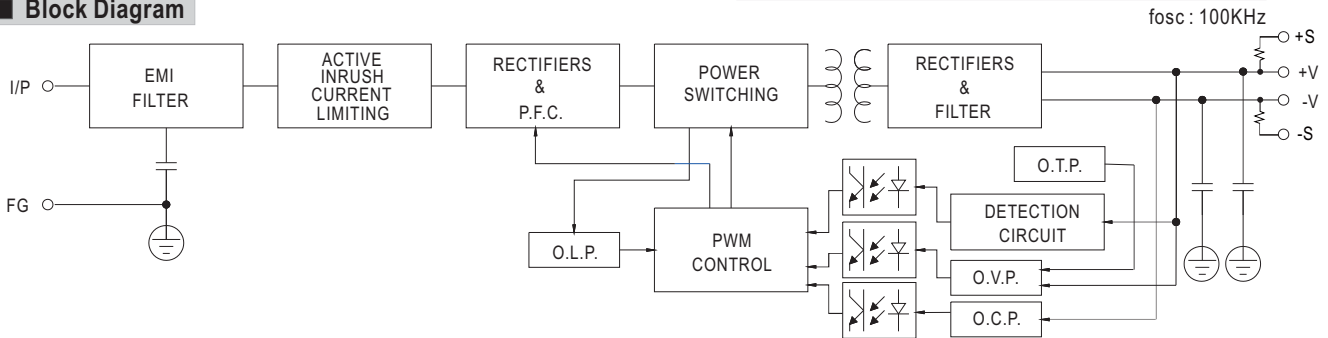 Block Diagram
fosc : 100KHz
I/P
EMI
FILTER
ACTIVE
INRUSH
CURRENT
LIMITING
RECTIFIERS
&
P.F.C.
POWER
SWITCHING
RECTIFIERS
&
FILTER
+S
+V
-V
-S
FG
O.L.P.
PWM
CONTROL
O.T.P.
DETECTION
CIRCUIT
O.V.P.
O.C.P.